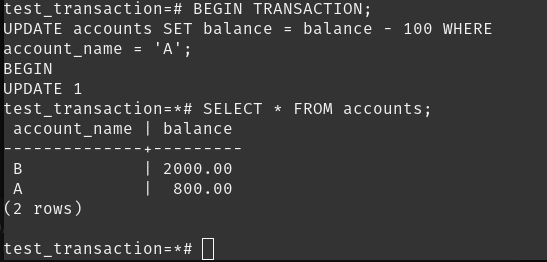 test_transaction=# BEGIN TRANSACTION;
UPDATE accounts SET balance = balance - 100 WHERE
account_name = 'A';
BEGIN
UPDATE 1
test_transaction=*# SELECT * FROM accounts;
 account_name | balance
--------------+---------
 B            | 2000.00
 A            |  800.00
(2 rows)

test_transaction=*#